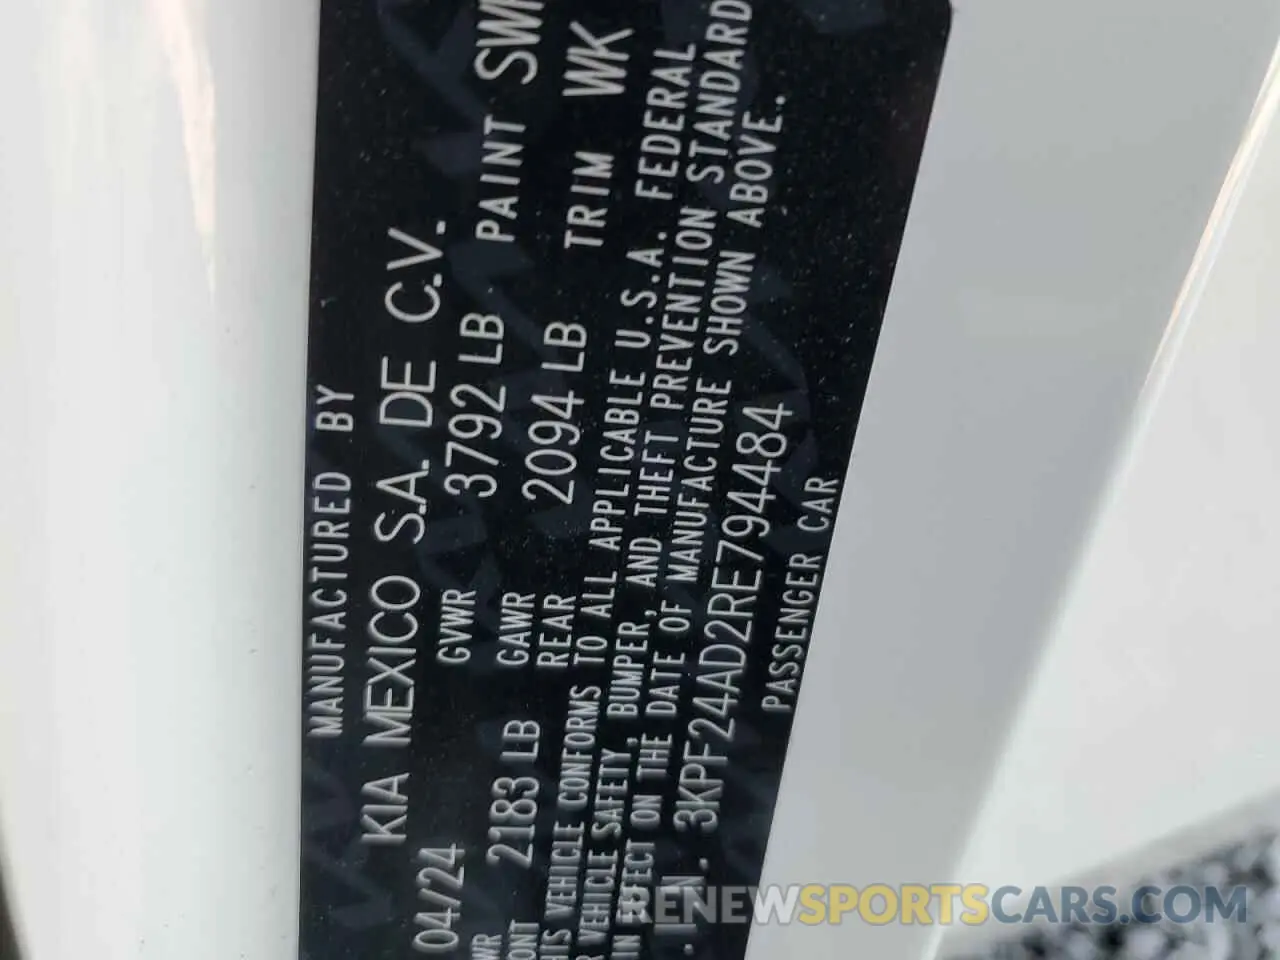 MANUFACTURED BY
KIA MEXICO S.A. DE C.V.
04/24 GVWR 3792 LB PAINT
WR 2183 LB GAWR 2094 LB TRIM WK
ONT REAR
VEHICLE CONFORMS TO ALL APPLICABLE U.S.A. FEDERAL
VEHICLE SAFETY, BUMPER, AND THEFT PREVENTION STANDARD
IN EFFECT ON THE DATE OF MANUFACTURE SHOWN ABOVE.
3KPF24AD2RE794484
PASSENGER CAR
RENEWSPORTSCARS.COM